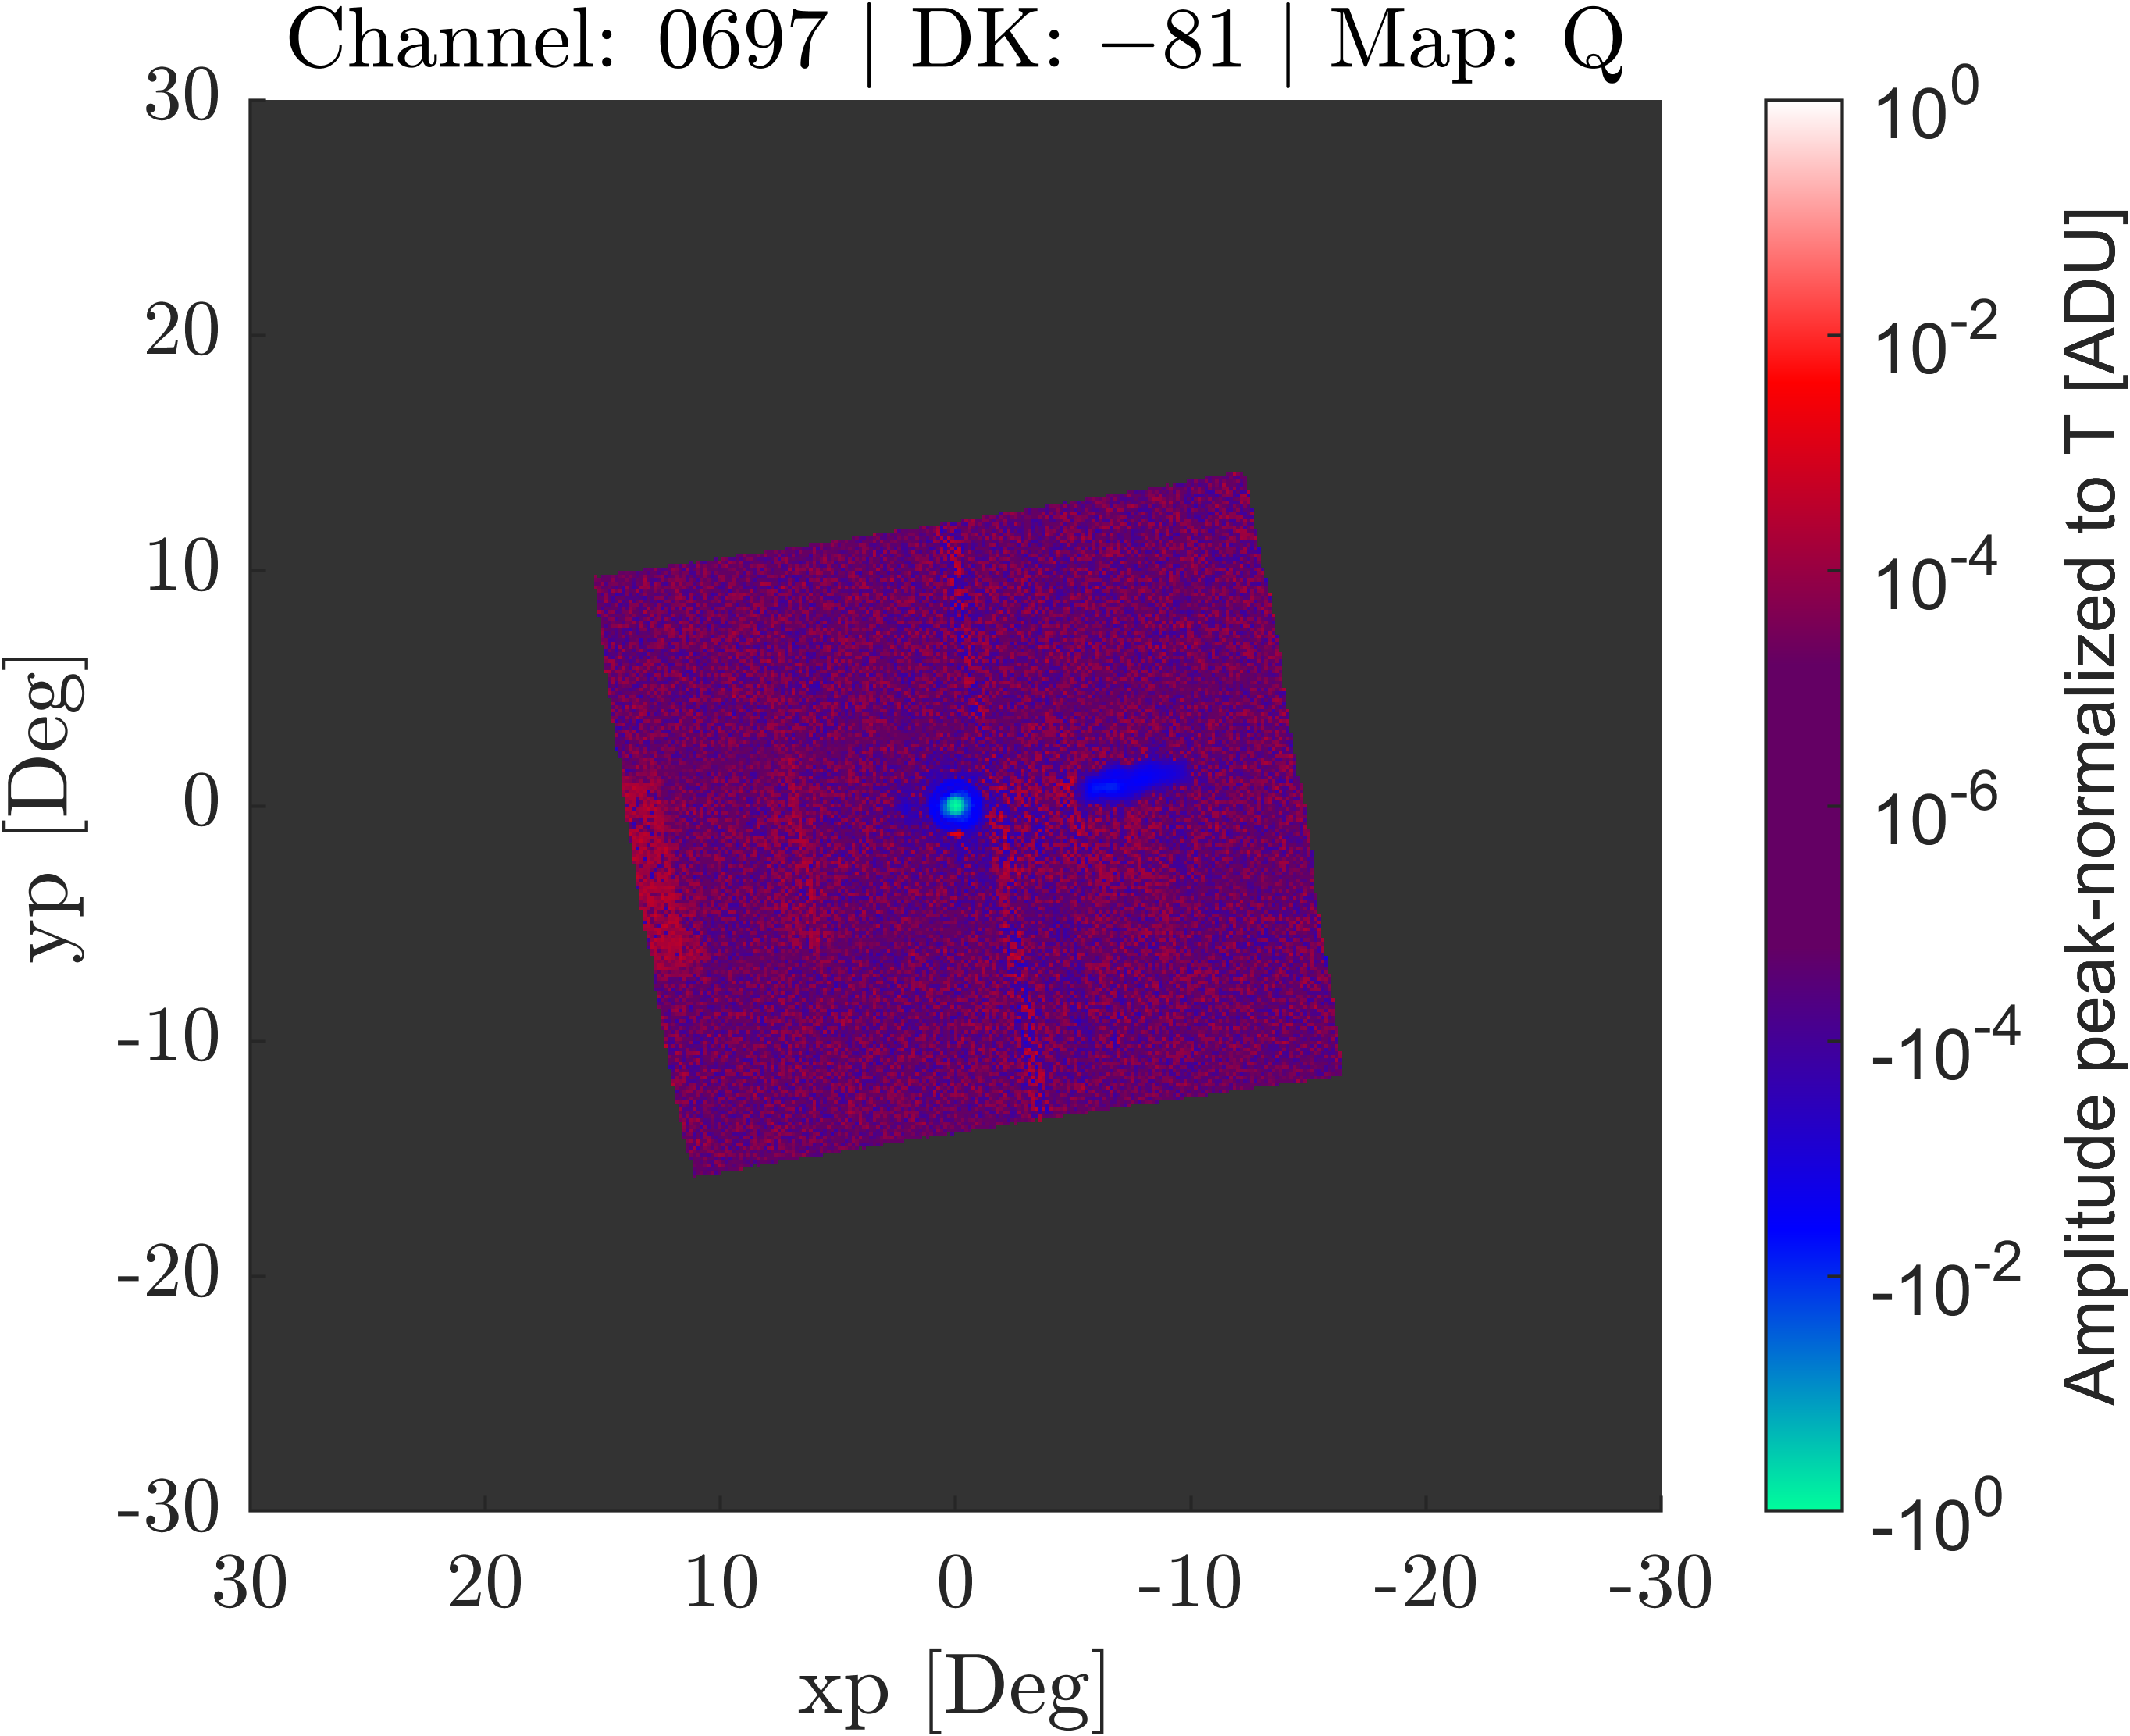 Channel: 0697 | DK: −81 | Map: Q
30
20
10
0
-10
-20
-30
yp [Deg]
30 20 10 0 -10 -20 -30
xp [Deg]
10^0
10^-2
10^-4
10^-6
-10^-4
-10^-2
-10^0
Amplitude peak-normalized to T [ADU]